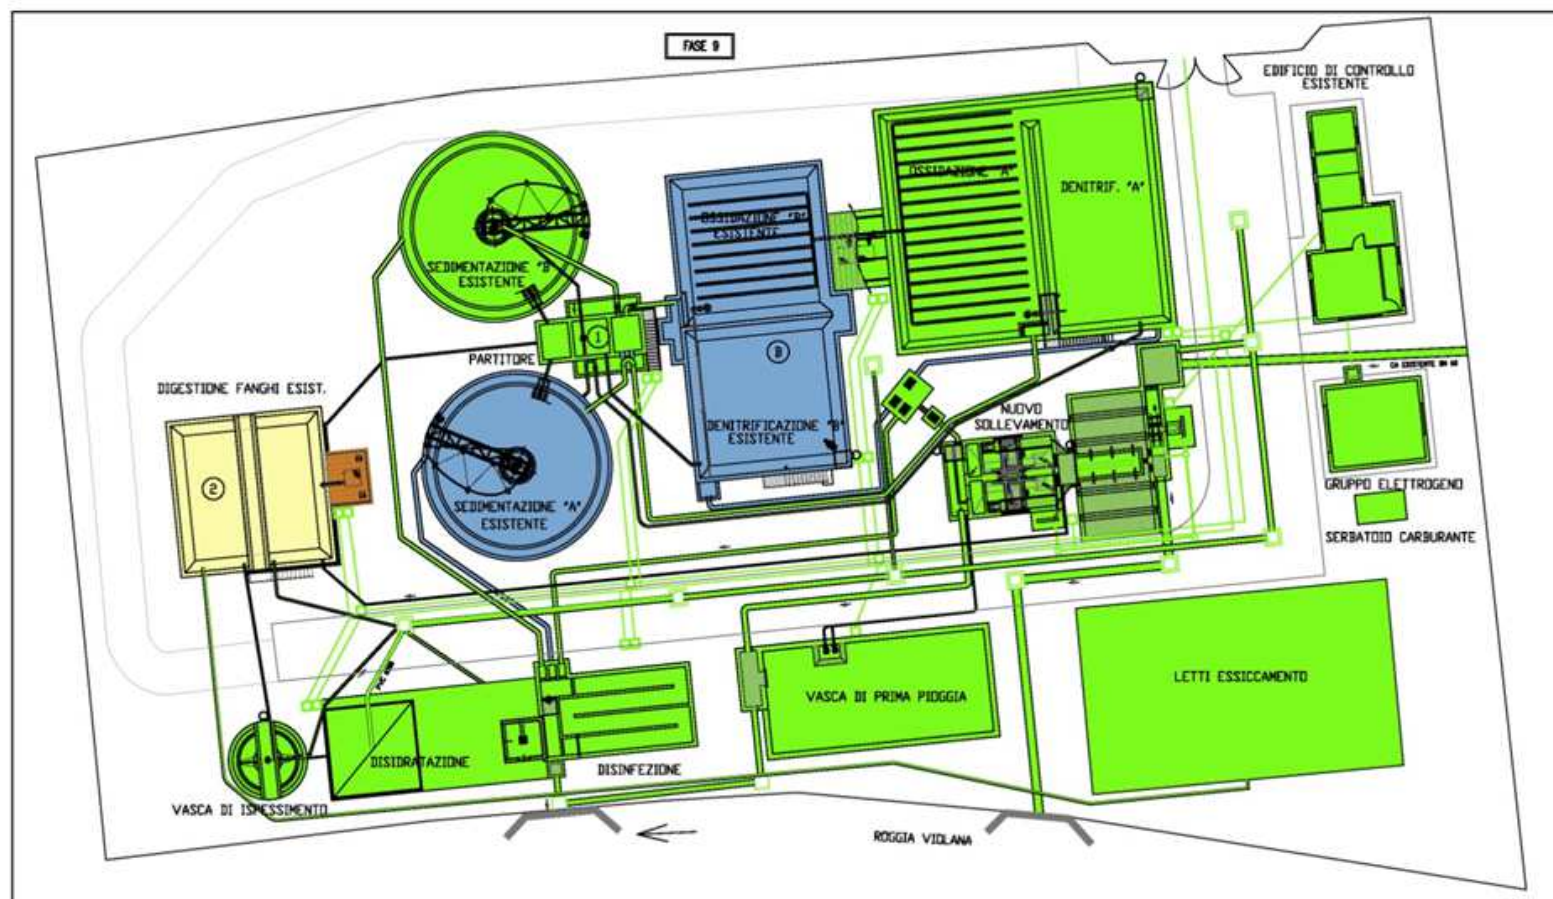 FASE 9
EDIFICIO DI CONTROLLO
ESISTENTE
OSSIDAZIONE "A"
DENITRIF. "A"
OSSIDAZIONE "B"
ESISTENTE
SEDIMENTAZIONE "B"
ESISTENTE
1
PARTITORE
B
DIGESTIONE FANGHI ESIST.
NUOVO
SOLLEVAMENTO
DENITRIFICAZIONE "B"
ESISTENTE
2
GRUPPO ELETTROGENO
SEDIMENTAZIONE "A"
ESISTENTE
SERBATOIO CARBURANTE
LETTI ESSICCAMENTO
VASCA DI PRIMA PIOGGIA
DISIDRATAZIONE
DISINFEZIONE
VASCA DI ISPESSIMENTO
ROGGIA VIOLANA